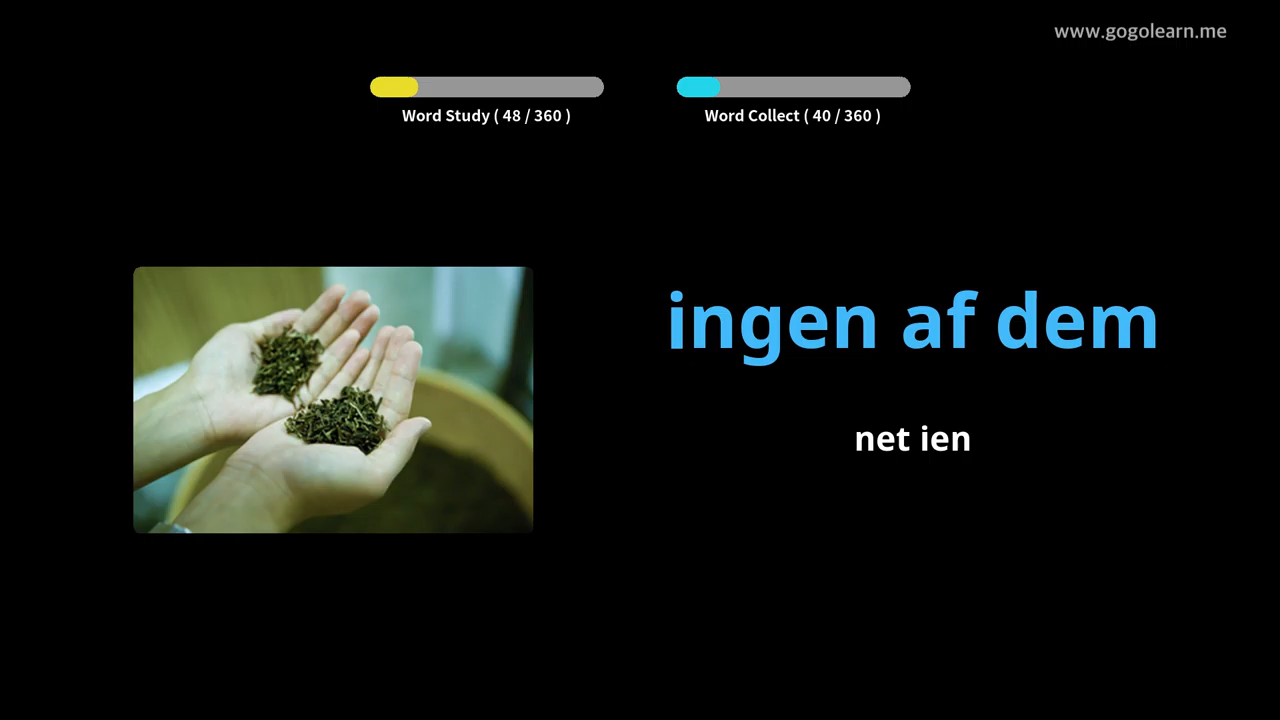 www.gogolearn.me
Word Study ( 48 / 360 )
Word Collect ( 40 / 360 )
ingen af dem
net ien